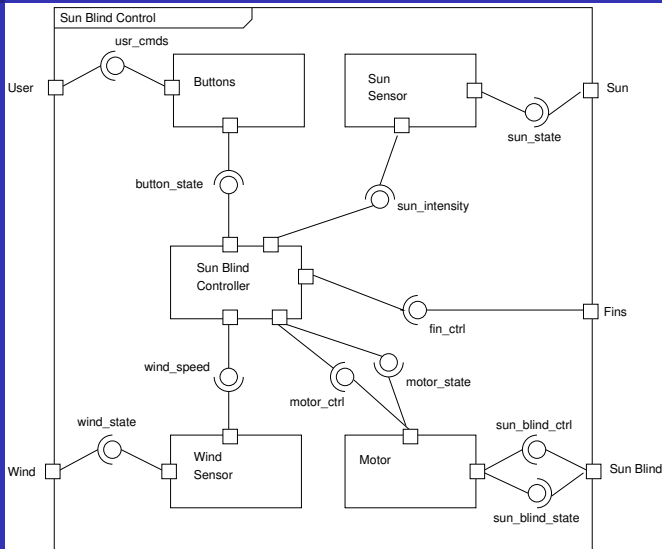 Sun Blind Control
usr_cmds
User
Buttons
Sun
Sensor
Sun
sun_state
button_state
sun_intensity
Sun Blind
Controller
Fins
fin_ctrl
wind_speed
motor_state
motor_ctrl
wind_state
sun_blind_ctrl
Wind
Wind
Sensor
Motor
Sun Blind
sun_blind_state